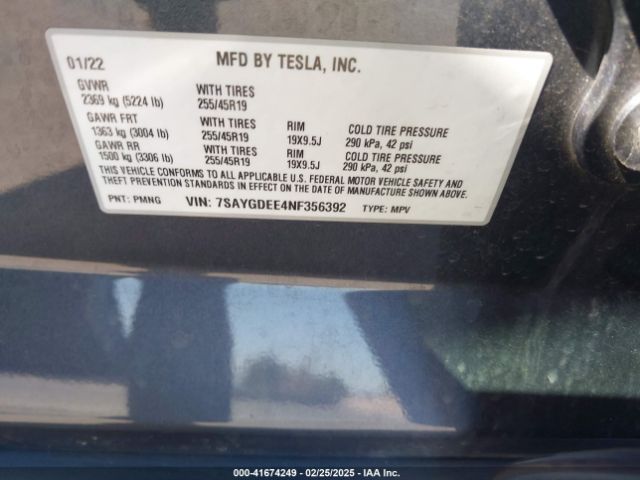 01/22 MFD BY TESLA, INC.
GVWR WITH TIRES
2369 kg (5224 lb) 255/45R19
GAWR FRT WITH TIRES RIM COLD TIRE PRESSURE
1363 kg (3004 lb) 255/45R19 19X9.5J 290 kPa, 42 psi
GAWR RR WITH TIRES RIM COLD TIRE PRESSURE
1500 kg (3306 lb) 255/45R19 19X9.5J 290 kPa, 42 psi
THIS VEHICLE CONFORMS TO ALL APPLICABLE U.S. FEDERAL MOTOR VEHICLE SAFETY AND
THEFT PREVENTION STANDARDS IN EFFECT ON THE DATE OF MANUFACTURE SHOWN ABOVE.
PNT: PMNG VIN: 7SAYGDEE4NF356392 TYPE: MPV
000-41674249 - 02/25/2025 - IAA Inc.